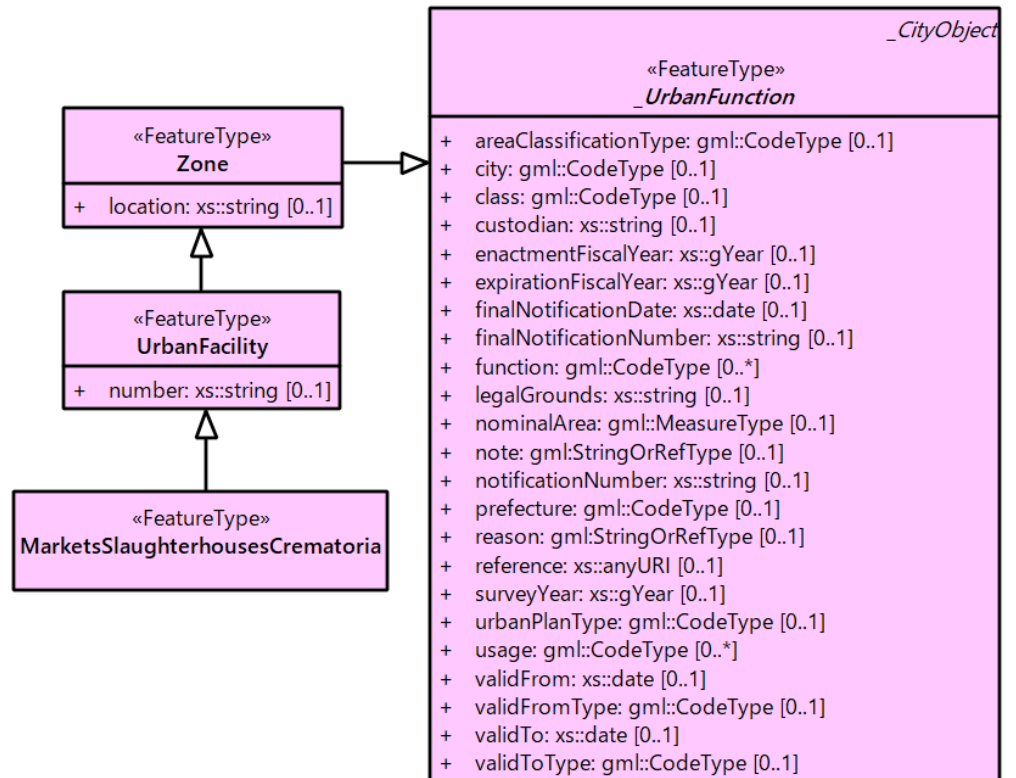 «FeatureType»
Zone
+ location: xs::string [0..1]
«FeatureType»
UrbanFacility
+ number: xs::string [0..1]
«FeatureType»
MarketsSlaughterhousesCrematoria
_CityObject
«FeatureType»
_UrbanFunction
+ areaClassificationType: gml::CodeType [0..1]
+ city: gml::CodeType [0..1]
+ class: gml::CodeType [0..1]
+ custodian: xs::string [0..1]
+ enactmentFiscalYear: xs::gYear [0..1]
+ expirationFiscalYear: xs::gYear [0..1]
+ finalNotificationDate: xs::date [0..1]
+ finalNotificationNumber: xs::string [0..1]
+ function: gml::CodeType [0..*]
+ legalGrounds: xs::string [0..1]
+ nominalArea: gml::MeasureType [0..1]
+ note: gml:StringOrRefType [0..1]
+ notificationNumber: xs::string [0..1]
+ prefecture: gml::CodeType [0..1]
+ reason: gml:StringOrRefType [0..1]
+ reference: xs::anyURI [0..1]
+ surveyYear: xs::gYear [0..1]
+ urbanPlanType: gml::CodeType [0..1]
+ usage: gml::CodeType [0..*]
+ validFrom: xs::date [0..1]
+ validFromType: gml::CodeType [0..1]
+ validTo: xs::date [0..1]
+ validToType: gml::CodeType [0..1]